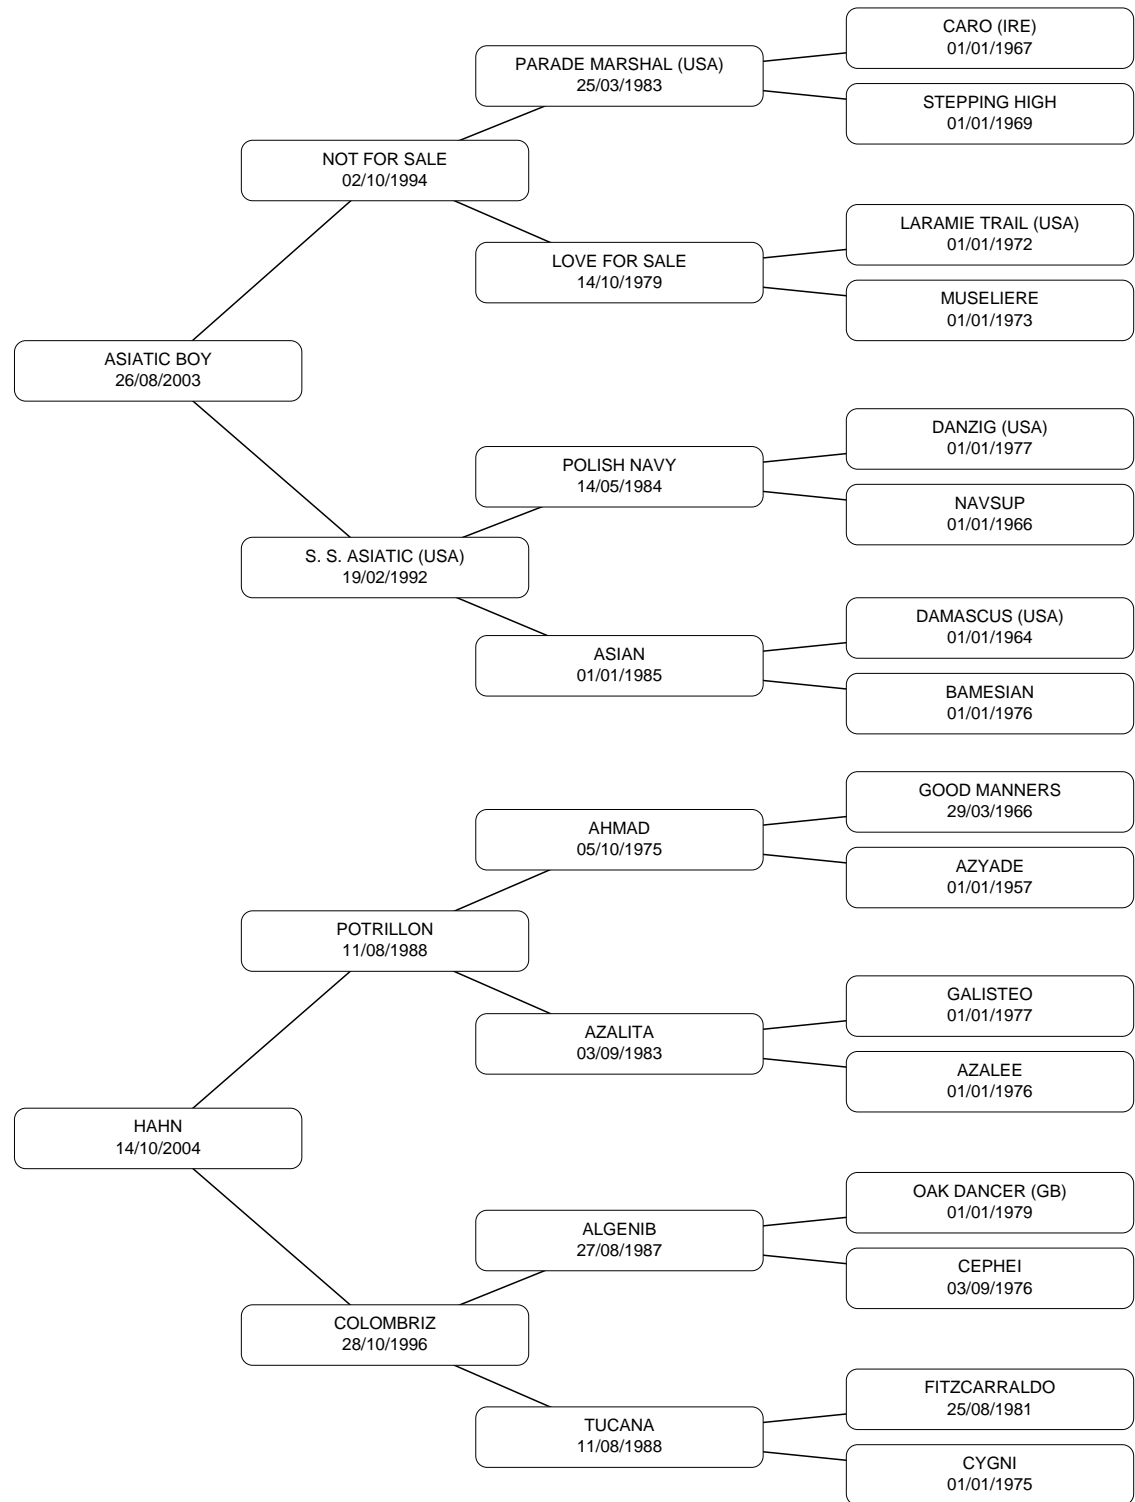 CARO (IRE)
01/01/1967
PARADE MARSHAL (USA)
25/03/1983
STEPPING HIGH
01/01/1969
NOT FOR SALE
02/10/1994
LARAMIE TRAIL (USA)
01/01/1972
LOVE FOR SALE
14/10/1979
MUSELIERE
01/01/1973
ASIATIC BOY
26/08/2003
DANZIG (USA)
01/01/1977
POLISH NAVY
14/05/1984
NAVSUP
01/01/1966
S. S. ASIATIC (USA)
19/02/1992
DAMASCUS (USA)
01/01/1964
ASIAN
01/01/1985
BAMESIAN
01/01/1976
GOOD MANNERS
29/03/1966
AHMAD
05/10/1975
AZYADE
01/01/1957
POTRILLON
11/08/1988
GALISTEO
01/01/1977
AZALITA
03/09/1983
AZALEE
01/01/1976
HAHN
14/10/2004
OAK DANCER (GB)
01/01/1979
ALGENIB
27/08/1987
CEPHEI
03/09/1976
COLOMBRIZ
28/10/1996
FITZCARRALDO
25/08/1981
TUCANA
11/08/1988
CYGNI
01/01/1975